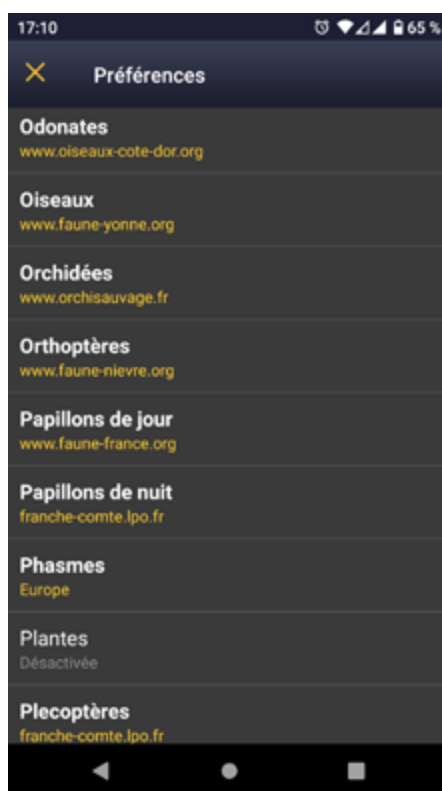 17:10 65 %
Préférences
Odonates
www.oiseaux-cote-dor.org
Oiseaux
www.faune-yonne.org
Orchidées
www.orchisauvage.fr
Orthoptères
www.faune-nievre.org
Papillons de jour
www.faune-france.org
Papillons de nuit
franche-comte.lpo.fr
Phasmes
Europe
Plantes
Désactivée
Plecoptères
franche-comte.lpo.fr